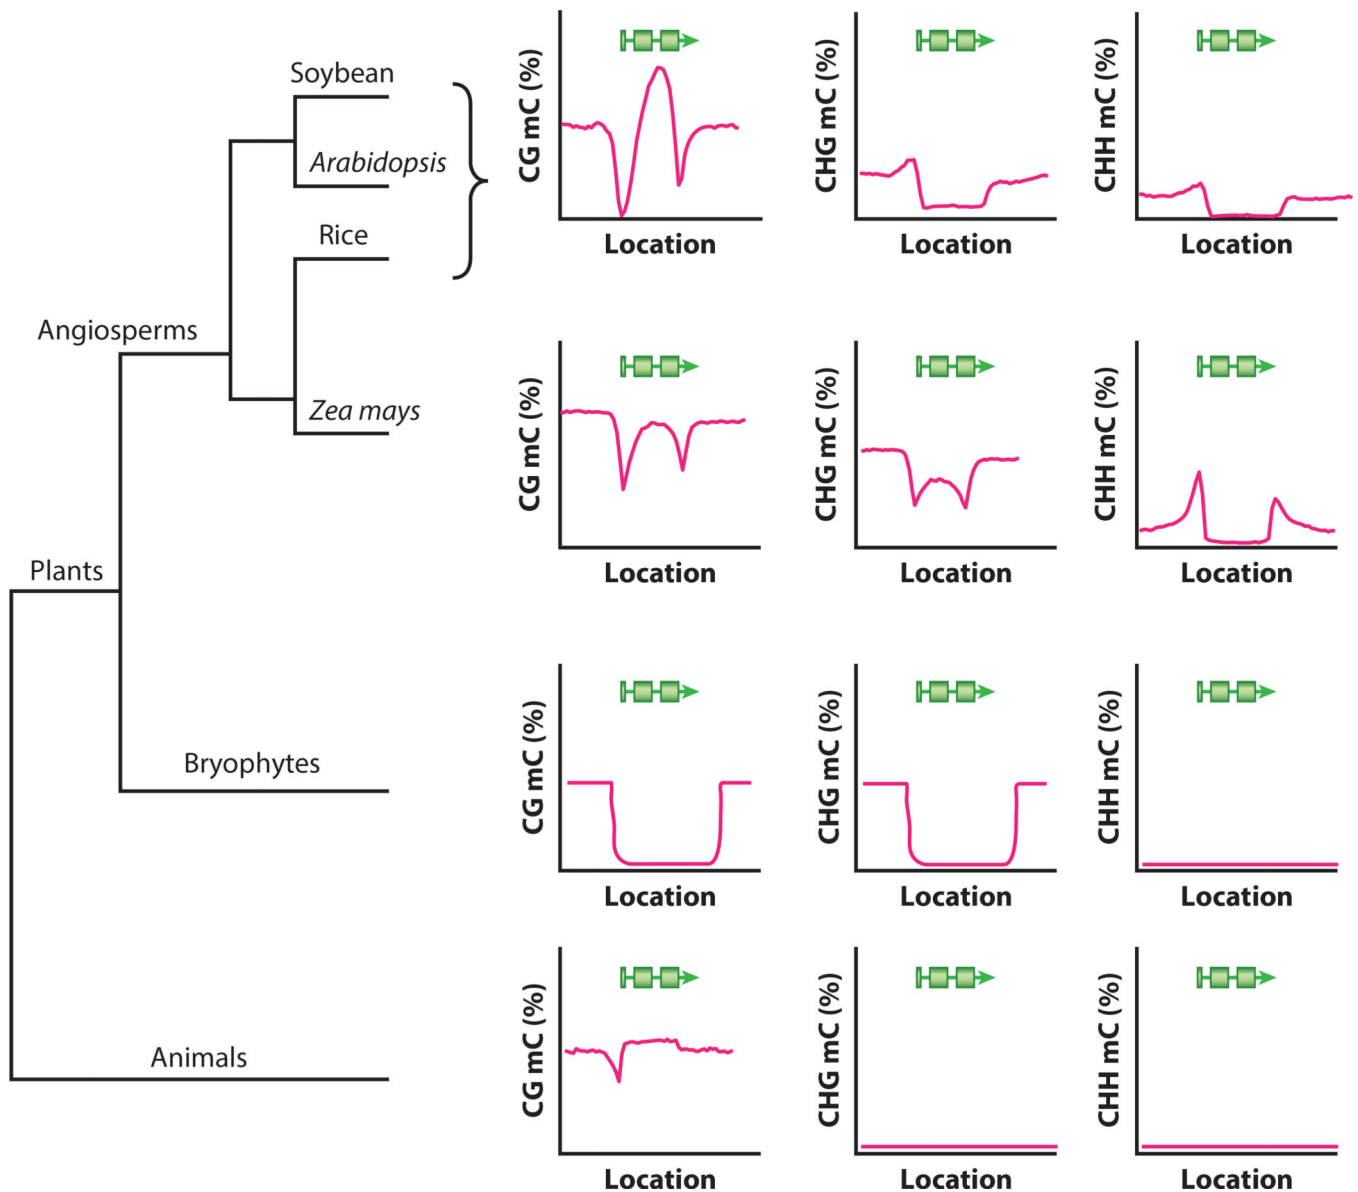 Soybean
Arabidopsis
Rice
Angiosperms
Zea mays
Plants
Bryophytes
Animals
CG mC (%)
Location
CHG mC (%)
Location
CHH mC (%)
Location
CG mC (%)
Location
CHG mC (%)
Location
CHH mC (%)
Location
CG mC (%)
Location
CHG mC (%)
Location
CHH mC (%)
Location
CG mC (%)
Location
CHG mC (%)
Location
CHH mC (%)
Location